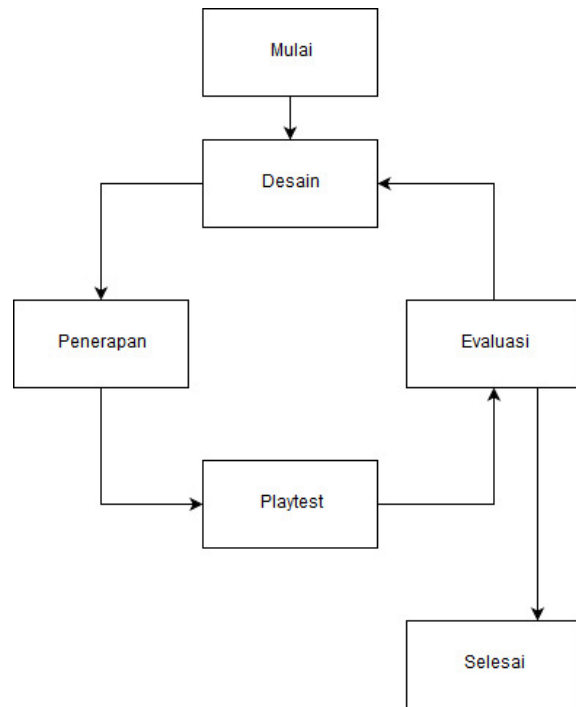 Mulai
Desain
Penerapan
Evaluasi
Playtest
Selesai